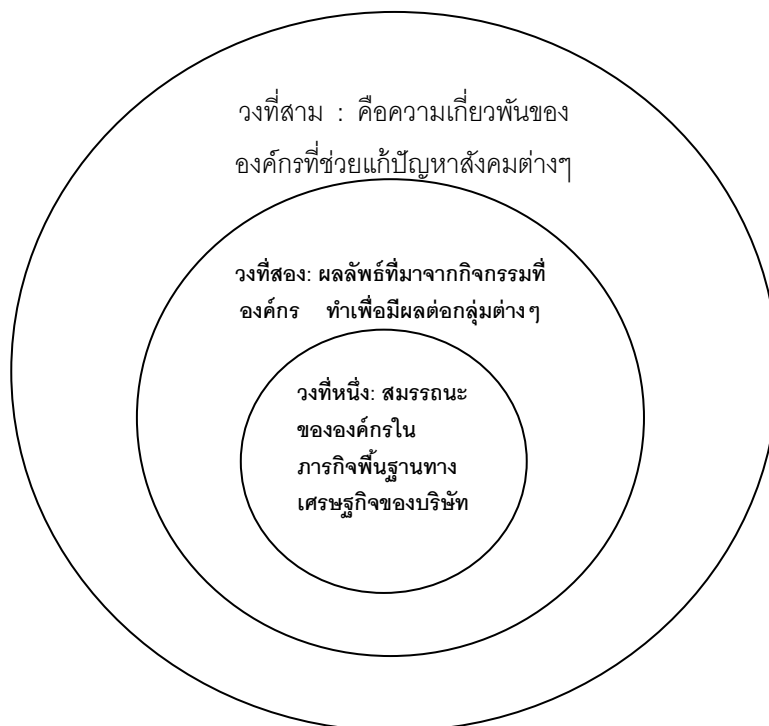 วงที่สาม : คือความเกี่ยวพันของ
องค์กรที่ช่วยแก้ปัญหาสังคมต่างๆ
วงที่สอง: ผลลัพธ์ที่มาจากกิจกรรมที่
องค์กร ทำเพื่อมีผลต่อกลุ่มต่างๆ
วงที่หนึ่ง: สมรรถนะ
ขององค์กรใน
ภารกิจพื้นฐานทาง
เศรษฐกิจของบริษัท